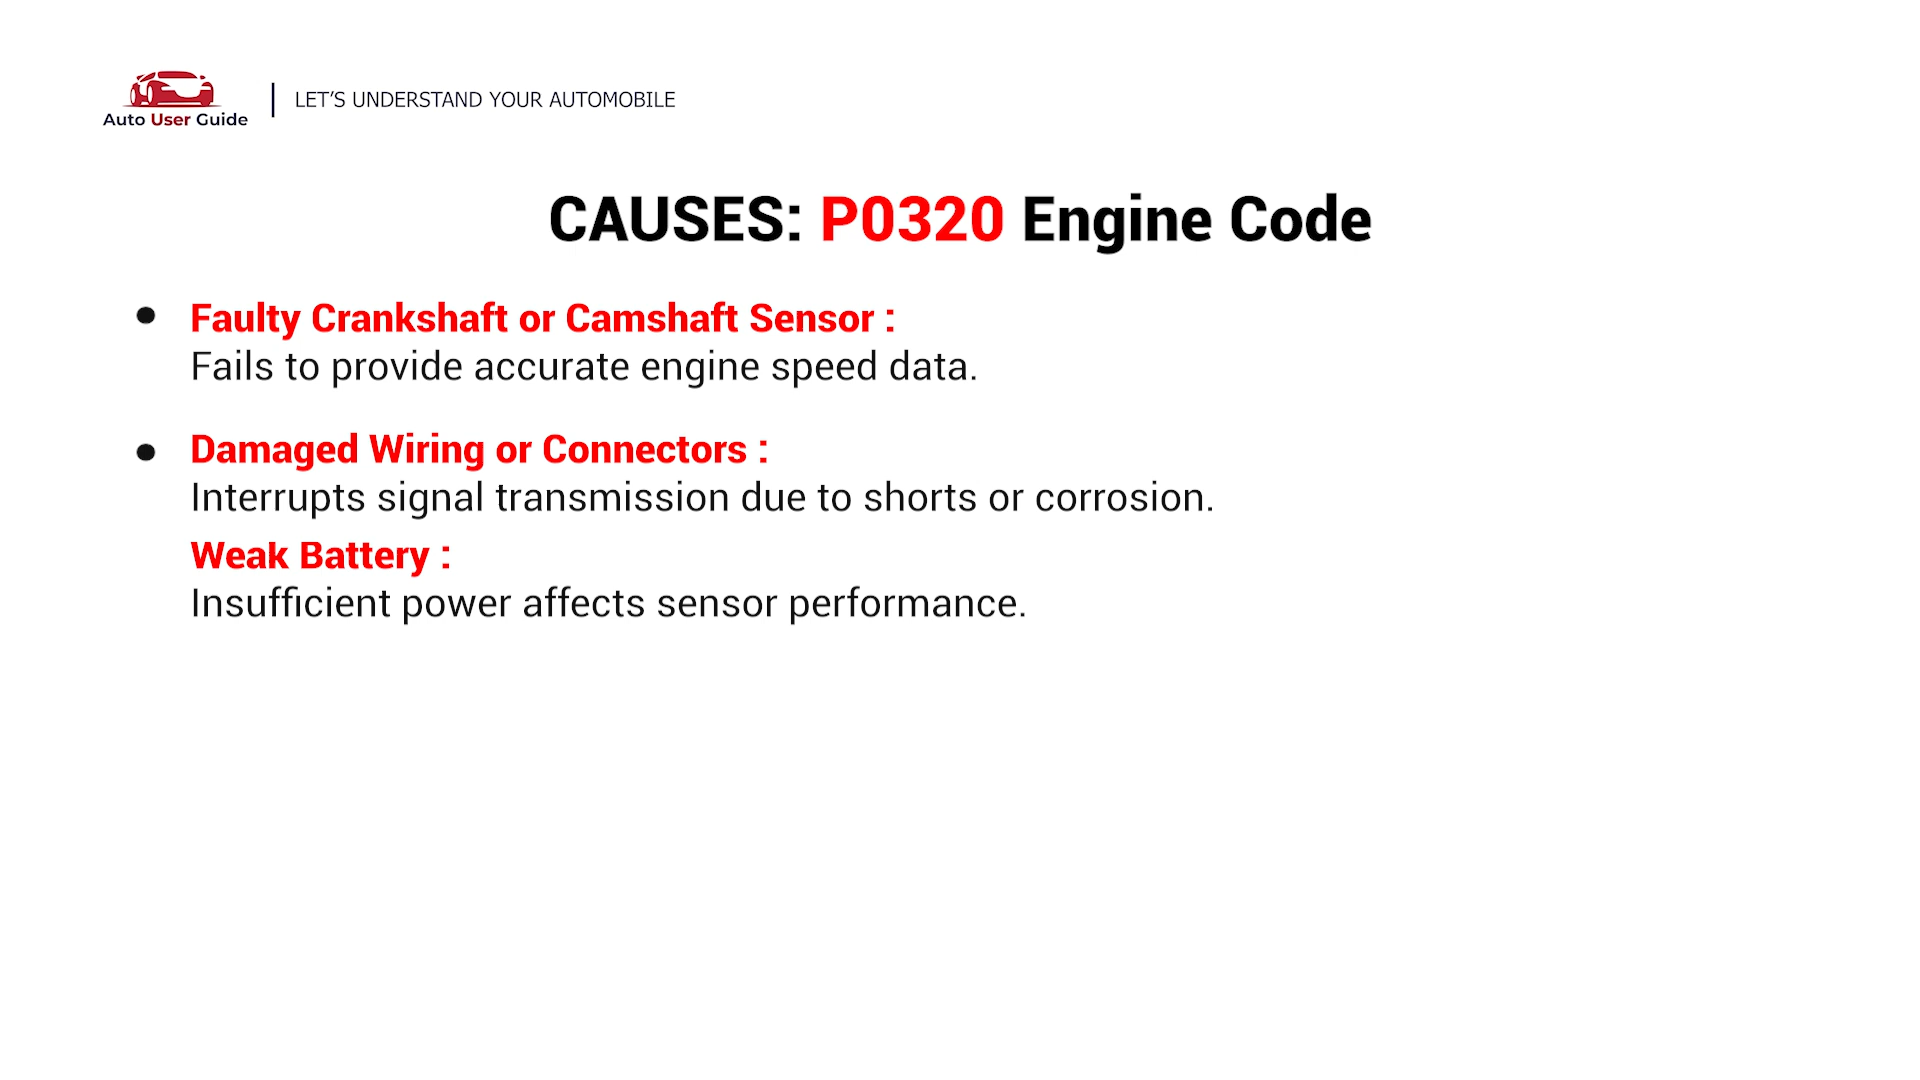 Auto User Guide
LET'S UNDERSTAND YOUR AUTOMOBILE
CAUSES: P0320 Engine Code
Faulty Crankshaft or Camshaft Sensor :
Fails to provide accurate engine speed data.
Damaged Wiring or Connectors :
Interrupts signal transmission due to shorts or corrosion.
Weak Battery :
Insufficient power affects sensor performance.